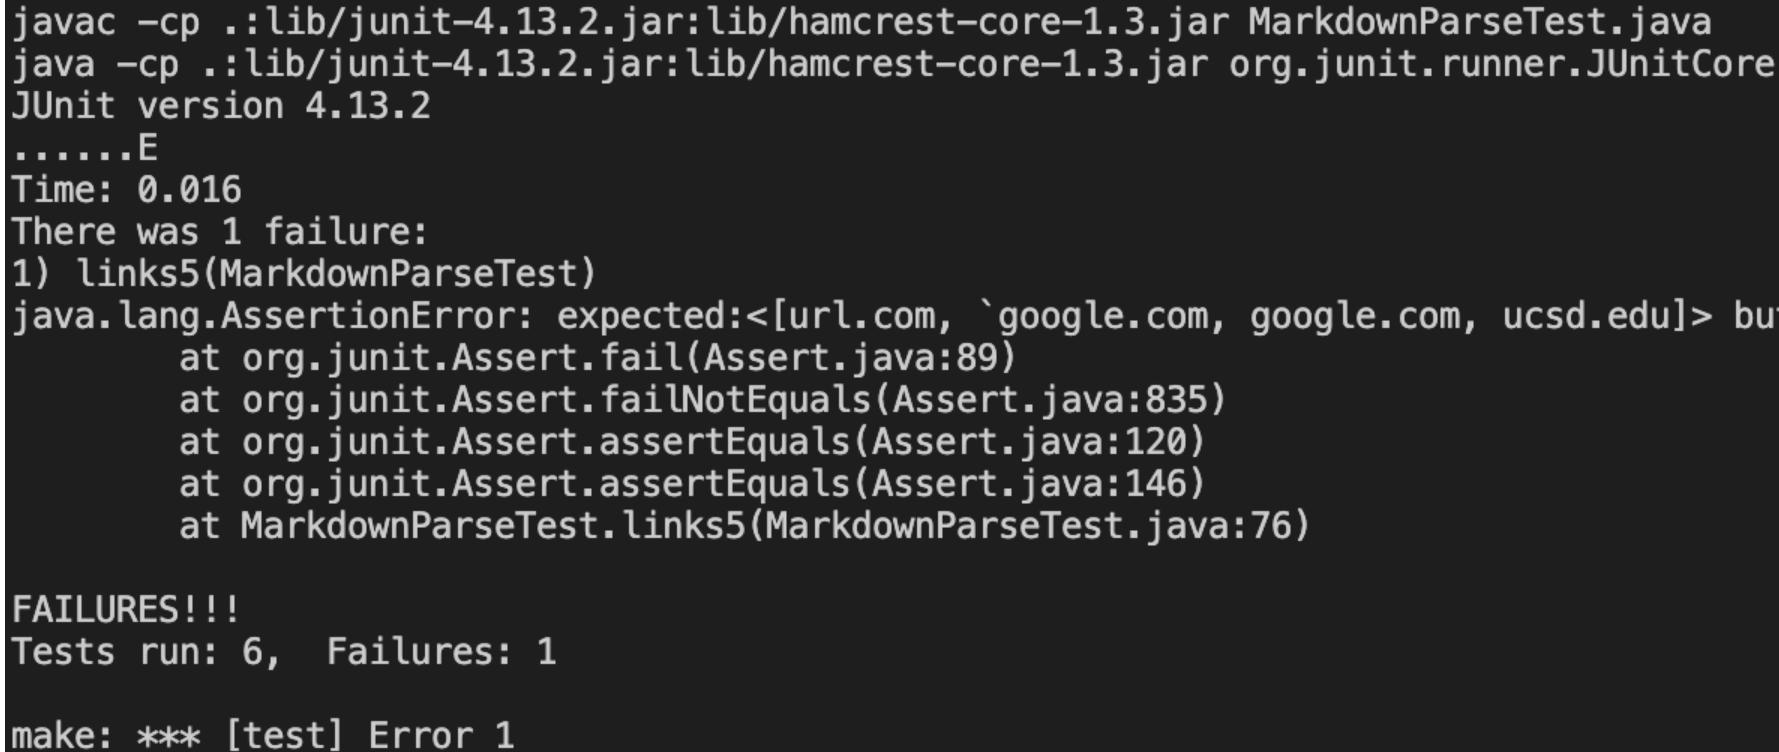 javac -cp .:lib/junit-4.13.2.jar:lib/hamcrest-core-1.3.jar MarkdownParseTest.java
java -cp .:lib/junit-4.13.2.jar:lib/hamcrest-core-1.3.jar org.junit.runner.JUnitCore
JUnit version 4.13.2
......E
Time: 0.016
There was 1 failure:
1) links5(MarkdownParseTest)
java.lang.AssertionError: expected:<[url.com, `google.com, google.com, ucsd.edu]>
        at org.junit.Assert.fail(Assert.java:89)
        at org.junit.Assert.failNotEquals(Assert.java:835)
        at org.junit.Assert.assertEquals(Assert.java:120)
        at org.junit.Assert.assertEquals(Assert.java:146)
        at MarkdownParseTest.links5(MarkdownParseTest.java:76)

FAILURES!!!
Tests run: 6,  Failures: 1

make: *** [test] Error 1